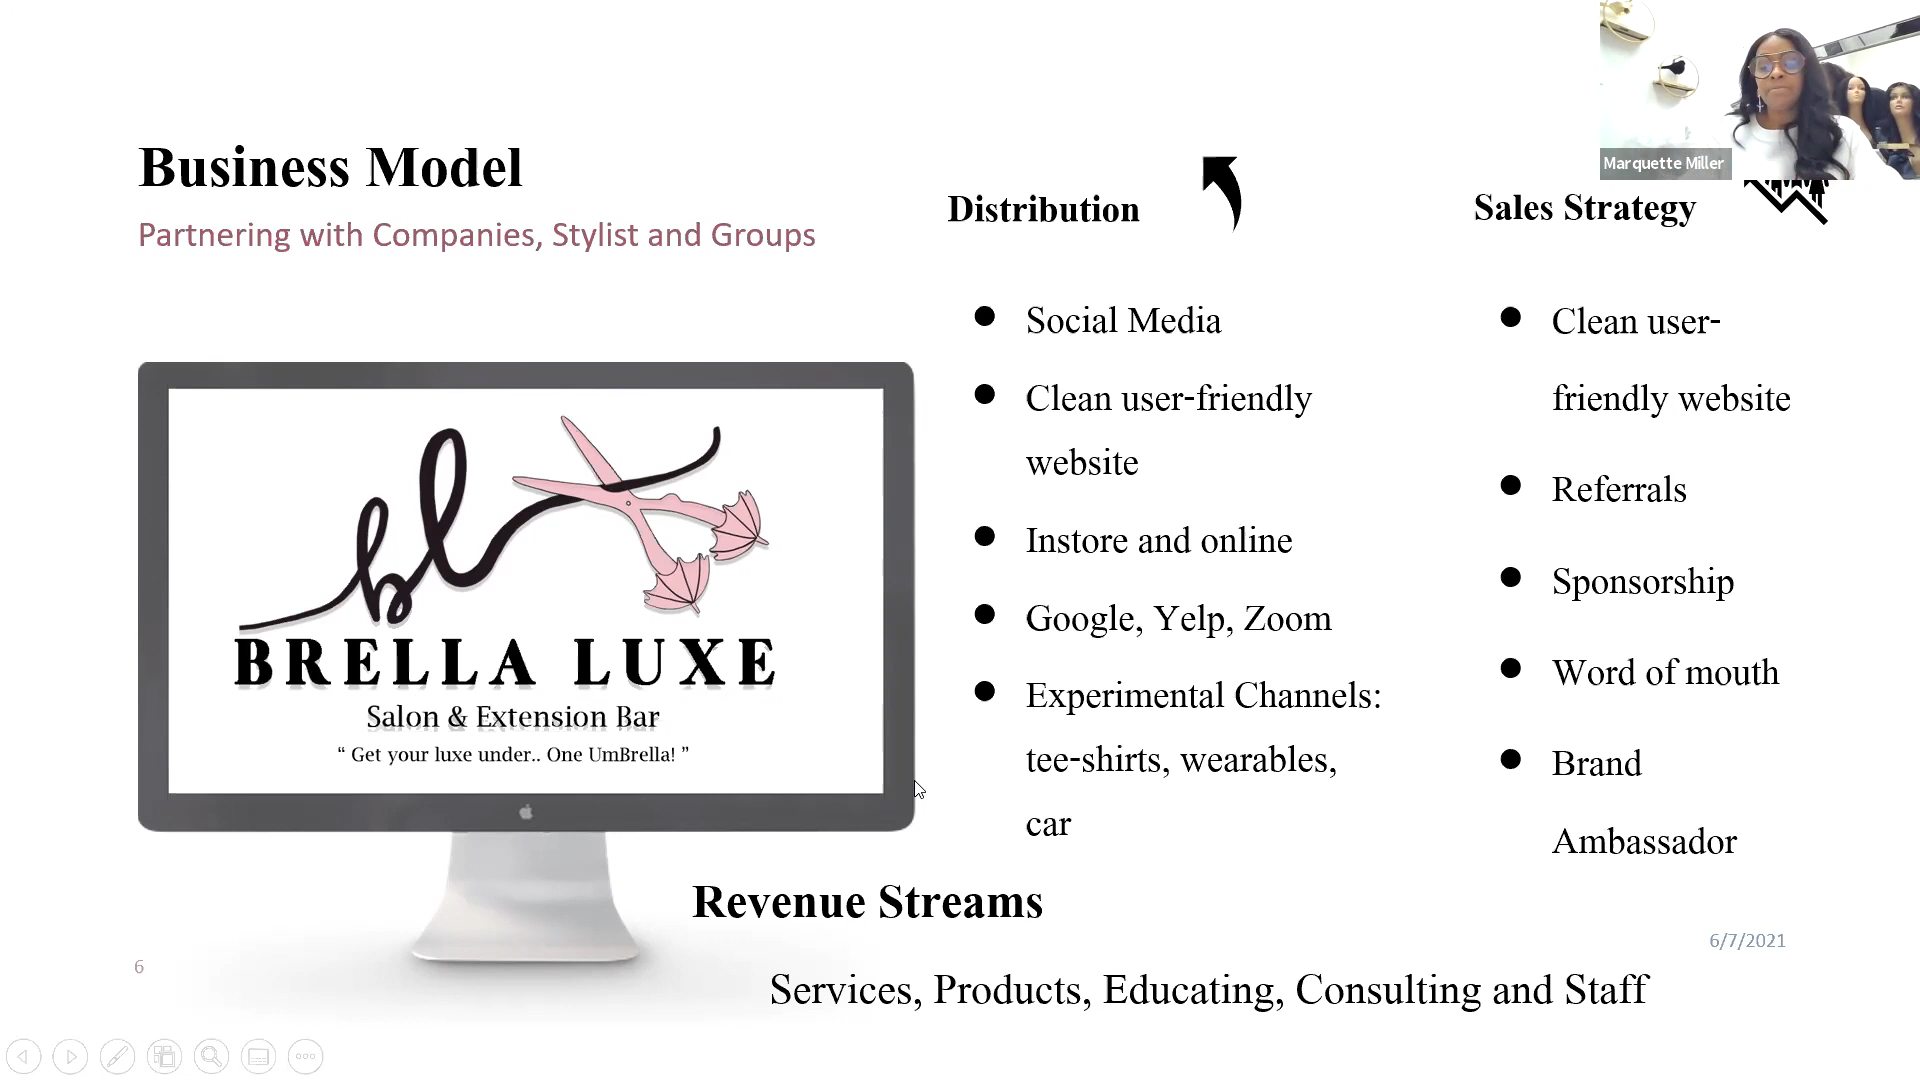 Marquette Miller
Business Model
Partnering with Companies, Stylist and Groups
bl
BRELLA LUXE
Salon & Extension Bar
“ Get your luxe under.. One UmBrella! ”
Distribution
● Social Media
● Clean user-friendly
website
● Instore and online
● Google, Yelp, Zoom
● Experimental Channels:
tee-shirts, wearables,
car
Sales Strategy
● Clean user-
friendly website
● Referrals
● Sponsorship
● Word of mouth
● Brand
Ambassador
Revenue Streams
Services, Products, Educating, Consulting and Staff
6/7/2021
6